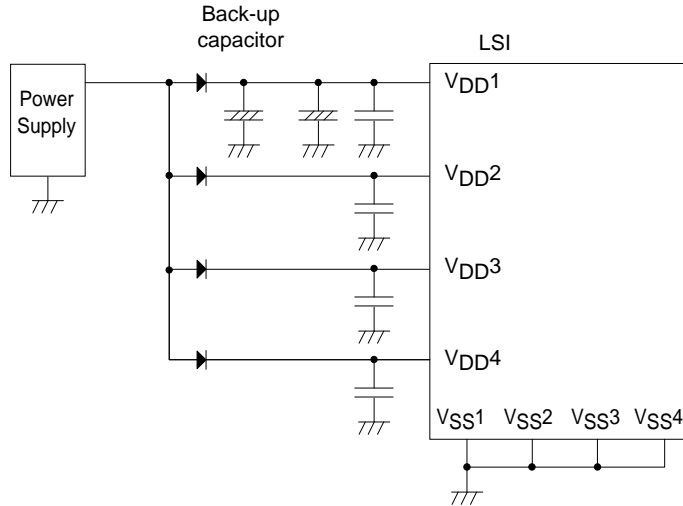 Back-up
capacitor
LSI
Power
Supply
VDD1
VDD2
VDD3
VDD4
VSS1 VSS2 VSS3 VSS4